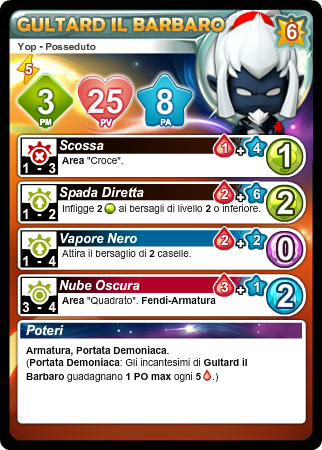 GULTARD IL BARBARO
6
Yop - Posseduto
5
3
PM
25
PV
8
PA
Scossa
1 + 4
1
Area "Croce".
1 - 3
Spada Diretta
2 + 6
2
Infligge 2 ai bersagli di livello 2 o inferiore.
1 - 2
Vapore Nero
2 + 2
0
Attira il bersaglio di 2 caselle.
1 - 4
Nube Oscura
3 + 1
2
Area "Quadrato". Fendi-Armatura
3 - 4
Poteri
Armatura, Portata Demoniaca.
(Portata Demoniaca: Gli incantesimi di Gultard il
Barbaro guadagnano 1 PO max ogni 5 .)